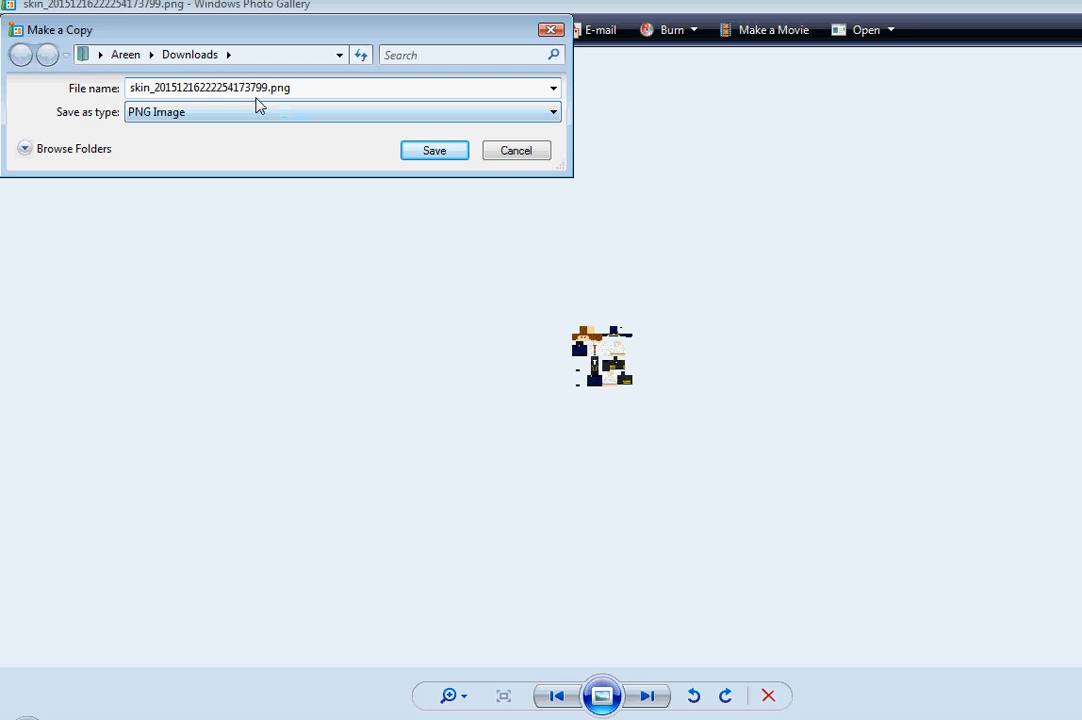 skin_20151216222254173799.png - Windows Photo Gallery
Make a Copy
E-mail Burn Make a Movie Open
Areen Downloads Search
File name: skin_20151216222254173799.png
Save as type: PNG Image
Browse Folders Save Cancel